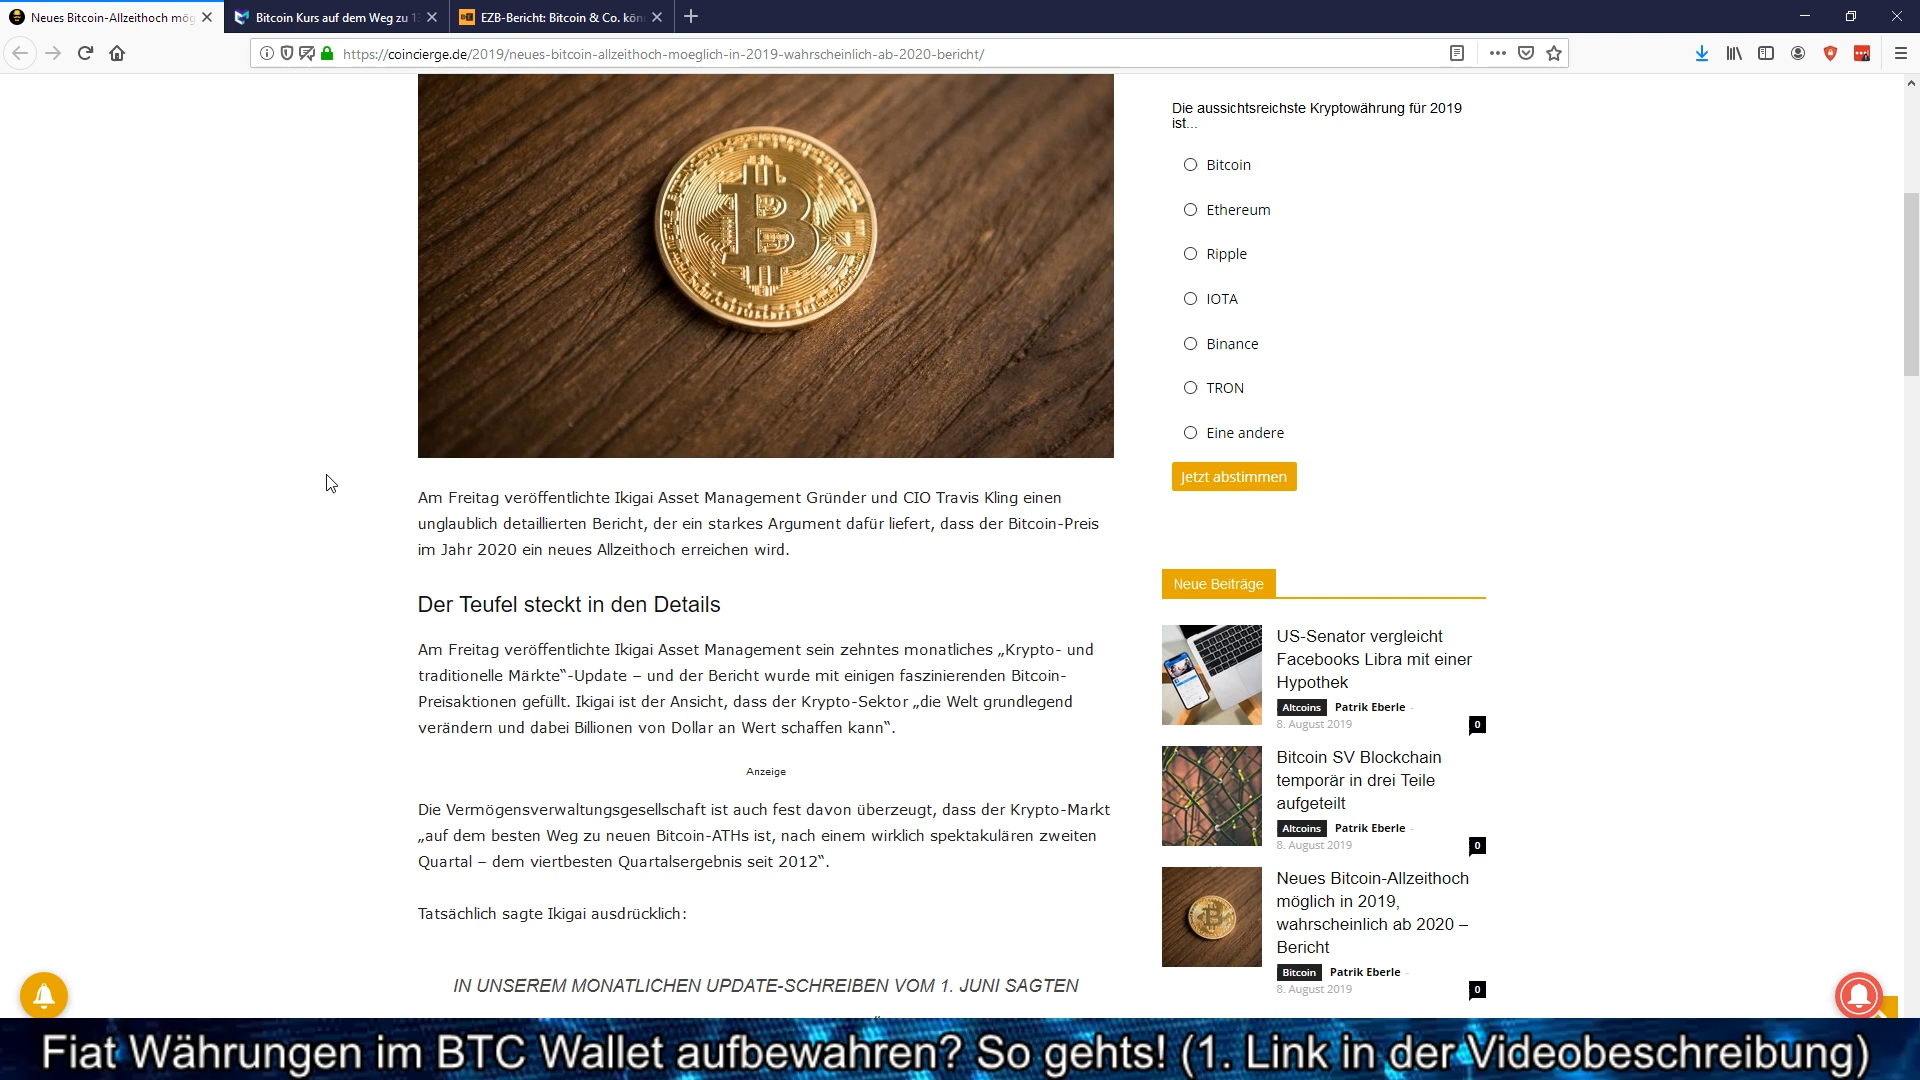 Neues Bitcoin-Allzeithoch mög
Bitcoin Kurs auf dem Weg zu 1
EZB-Bericht: Bitcoin & Co. kön
https://coincierge.de/2019/neues-bitcoin-allzeithoch-moeglich-in-2019-wahrscheinlich-ab-2020-bericht/
Am Freitag veröffentlichte Ikigai Asset Management Gründer und CIO Travis Kling einen
unglaublich detaillierten Bericht, der ein starkes Argument dafür liefert, dass der Bitcoin-Preis
im Jahr 2020 ein neues Allzeithoch erreichen wird.
Der Teufel steckt in den Details
Am Freitag veröffentlichte Ikigai Asset Management sein zehntes monatliches „Krypto- und
traditionelle Märkte“-Update – und der Bericht wurde mit einigen faszinierenden Bitcoin-
Preisaktionen gefüllt. Ikigai ist der Ansicht, dass der Krypto-Sektor „die Welt grundlegend
verändern und dabei Billionen von Dollar an Wert schaffen kann“.
Anzeige
Die Vermögensverwaltungsgesellschaft ist auch fest davon überzeugt, dass der Krypto-Markt
„auf dem besten Weg zu neuen Bitcoin-ATHs ist, nach einem wirklich spektakulären zweiten
Quartal – dem viertbesten Quartalsergebnis seit 2012“.
Tatsächlich sagte Ikigai ausdrücklich:
IN UNSEREM MONATLICHEN UPDATE-SCHREIBEN VOM 1. JUNI SAGTEN
Die aussichtsreichste Kryptowährung für 2019
ist...
Bitcoin
Ethereum
Ripple
IOTA
Binance
TRON
Eine andere
Jetzt abstimmen
Neue Beiträge
US-Senator vergleicht
Facebooks Libra mit einer
Hypothek
Altcoins Patrik Eberle -
8. August 2019
0
Bitcoin SV Blockchain
temporär in drei Teile
aufgeteilt
Altcoins Patrik Eberle -
8. August 2019
0
Neues Bitcoin-Allzeithoch
möglich in 2019,
wahrscheinlich ab 2020 –
Bericht
Bitcoin Patrik Eberle -
8. August 2019
0
Fiat Währungen im BTC Wallet aufbewahren? So gehts! (1. Link in der Videobeschreibung)